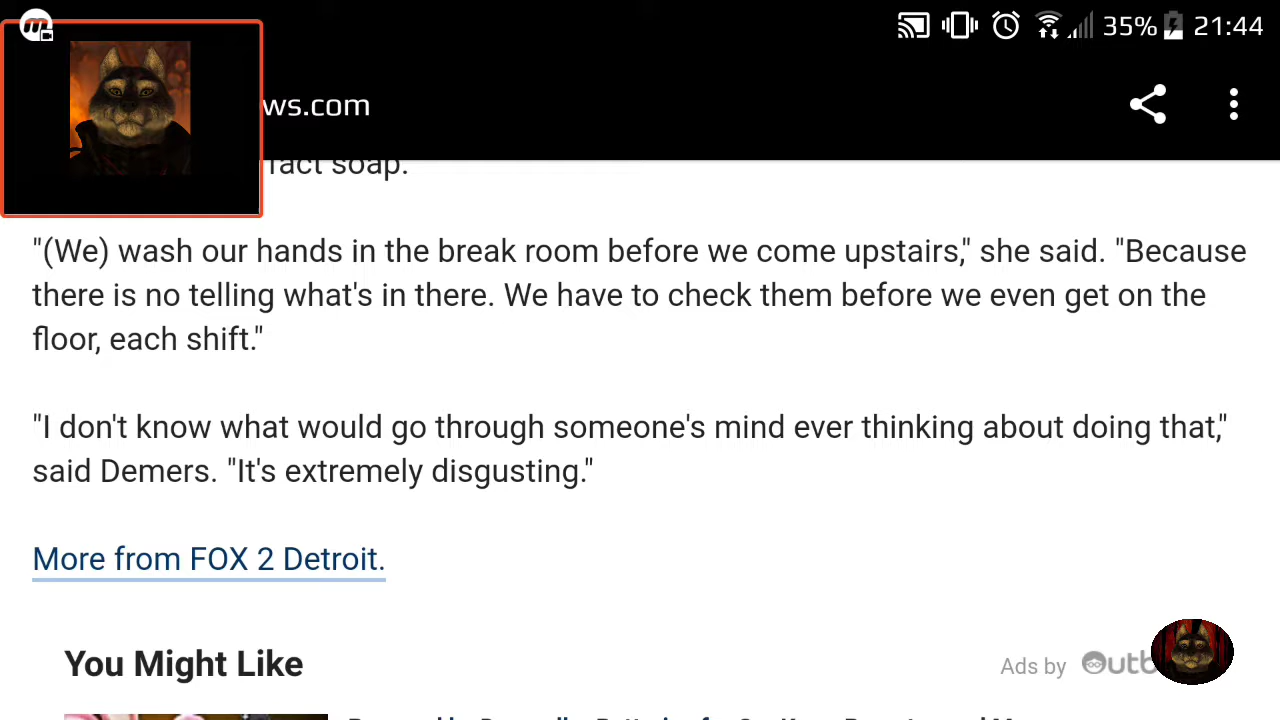 35% 21:44
ws.com
fact soap.
"(We) wash our hands in the break room before we come upstairs," she said. "Because
there is no telling what's in there. We have to check them before we even get on the
floor, each shift."
"I don't know what would go through someone's mind ever thinking about doing that,"
said Demers. "It's extremely disgusting."
More from FOX 2 Detroit.
You Might Like
Ads by Outb